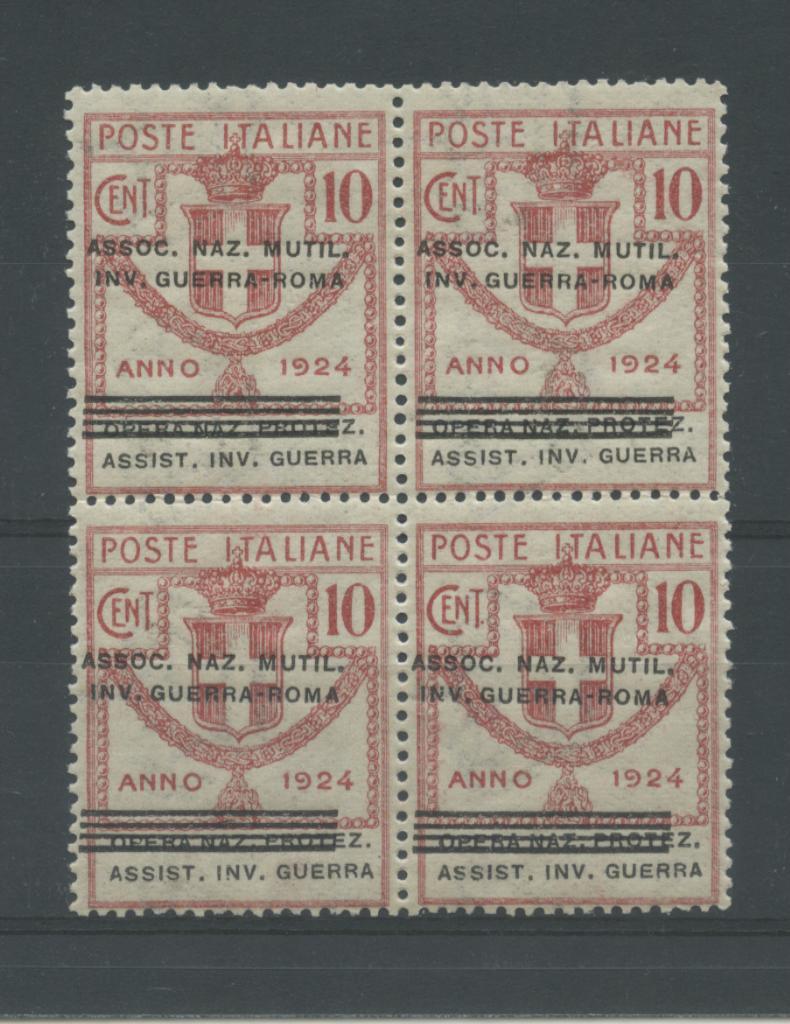 POSTE ITALIANE
CENT. 10
ASSOC. NAZ. MUTIL.
INV. GUERRA-ROMA
ANNO 1924
OPERA NAZ. PROTEZ.
ASSIST. INV. GUERRA
POSTE ITALIANE
CENT. 10
ASSOC. NAZ. MUTIL.
INV. GUERRA-ROMA
ANNO 1924
OPERA NAZ. PROTEZ.
ASSIST. INV. GUERRA
POSTE ITALIANE
CENT. 10
ASSOC. NAZ. MUTIL.
INV. GUERRA-ROMA
ANNO 1924
OPERA NAZ. PROTEZ.
ASSIST. INV. GUERRA
POSTE ITALIANE
CENT. 10
ASSOC. NAZ. MUTIL.
INV. GUERRA-ROMA
ANNO 1924
OPERA NAZ. PROTEZ.
ASSIST. INV. GUERRA